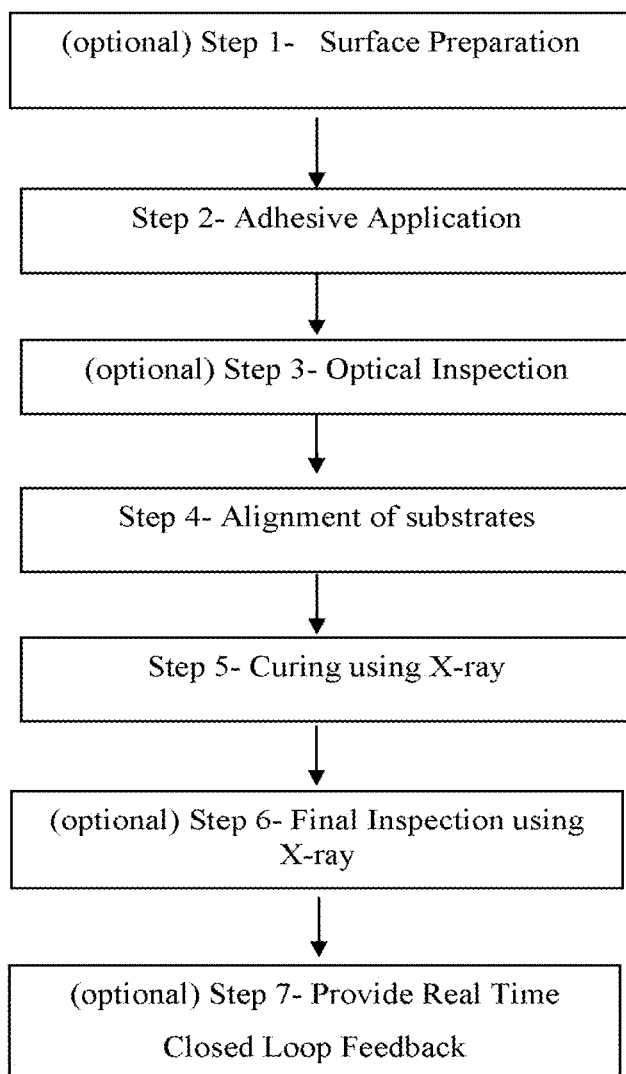 (optional) Step 1- Surface Preparation
Step 2- Adhesive Application
(optional) Step 3- Optical Inspection
Step 4- Alignment of substrates
Step 5- Curing using X-ray
(optional) Step 6- Final Inspection using
X-ray
(optional) Step 7- Provide Real Time
Closed Loop Feedback